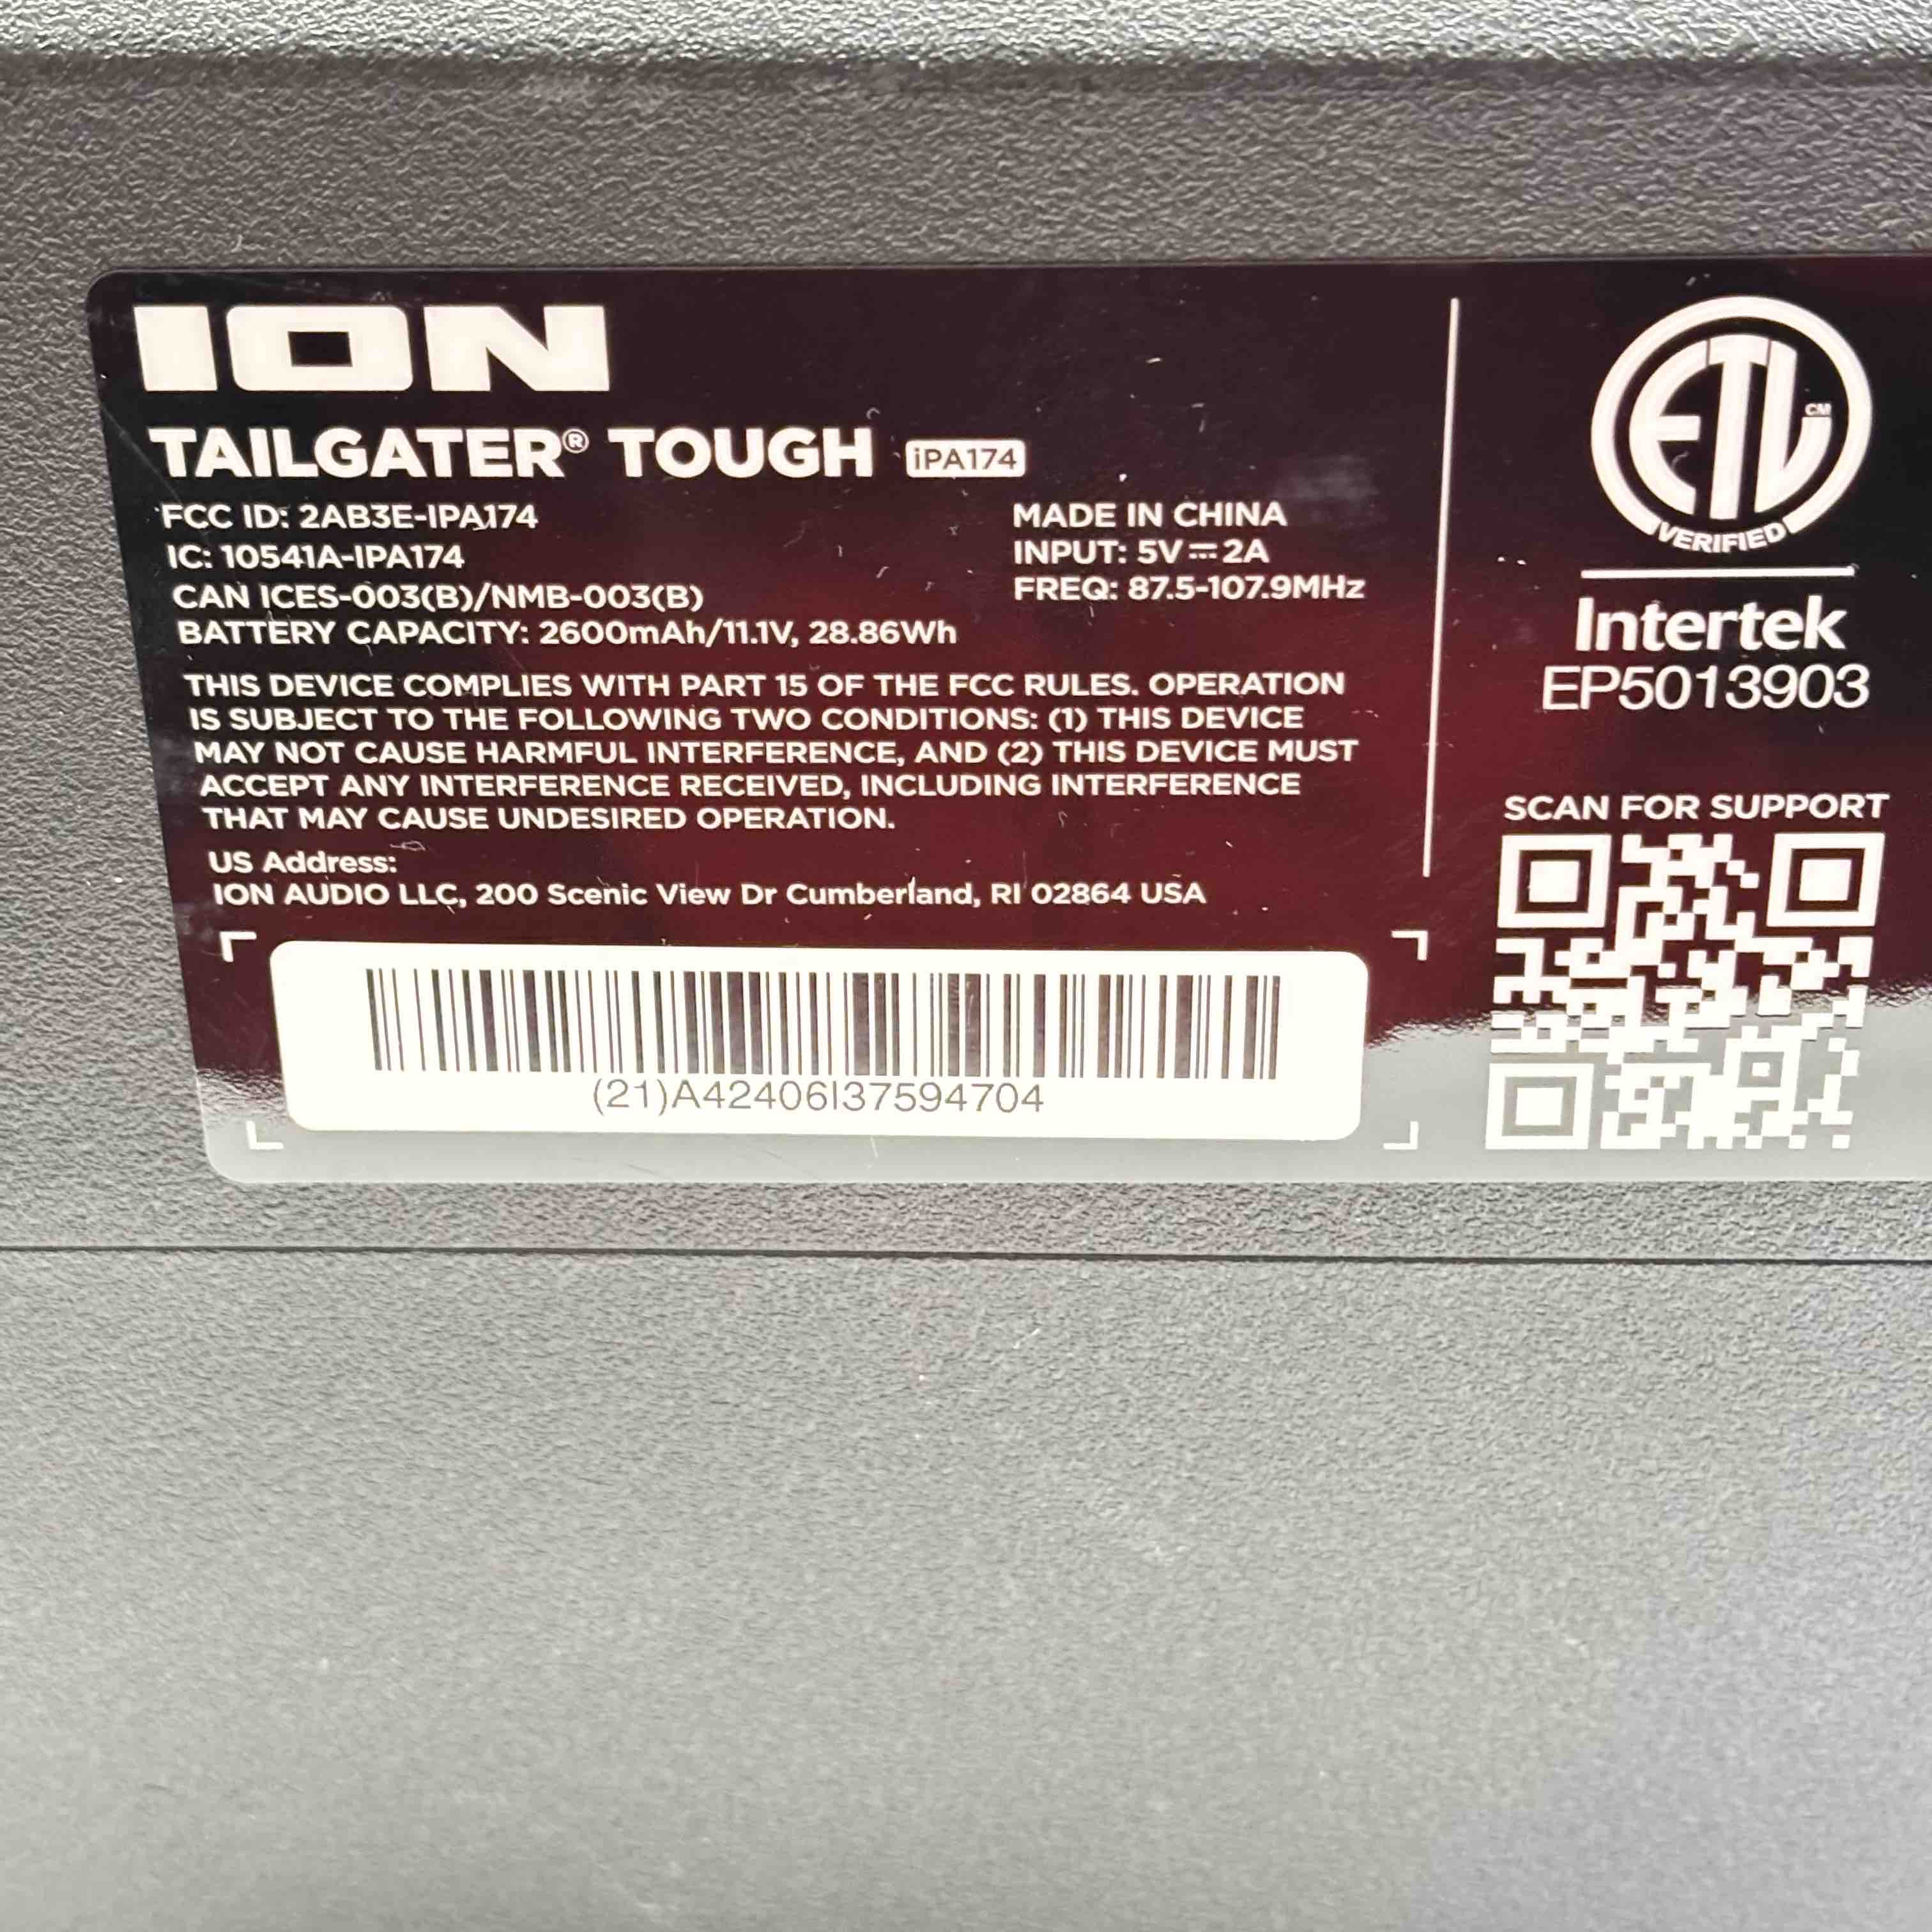 ION
TAILGATER® TOUGH iPA174
FCC ID: 2AB3E-IPA174
IC: 10541A-IPA174
CAN ICES-003(B)/NMB-003(B)
BATTERY CAPACITY: 2600mAh/11.1V, 28.86Wh
MADE IN CHINA
INPUT: 5V⎓2A
FREQ: 87.5-107.9MHz
THIS DEVICE COMPLIES WITH PART 15 OF THE FCC RULES. OPERATION
IS SUBJECT TO THE FOLLOWING TWO CONDITIONS: (1) THIS DEVICE
MAY NOT CAUSE HARMFUL INTERFERENCE, AND (2) THIS DEVICE MUST
ACCEPT ANY INTERFERENCE RECEIVED, INCLUDING INTERFERENCE
THAT MAY CAUSE UNDESIRED OPERATION.
US Address:
ION AUDIO LLC, 200 Scenic View Dr Cumberland, RI 02864 USA
(21)A42406I37594704
ETL CM
VERIFIED
Intertek
EP5013903
SCAN FOR SUPPORT